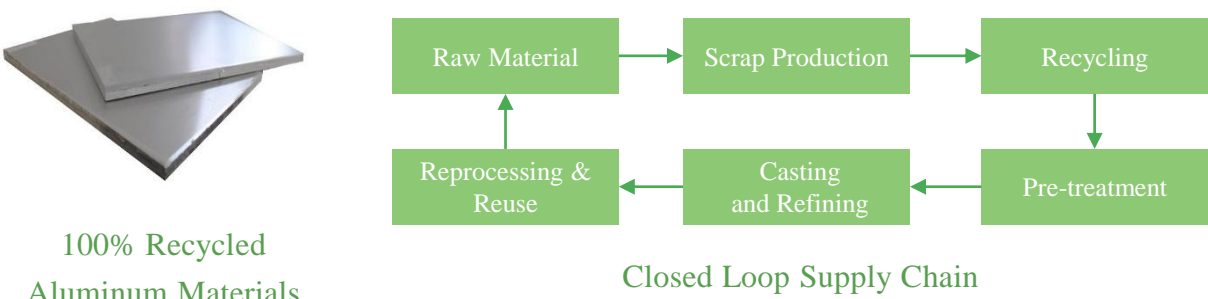 Raw Material
Scrap Production
Recycling
Reprocessing &
Reuse
Casting
and Refining
Pre-treatment
100% Recycled
Aluminum Materials
Closed Loop Supply Chain